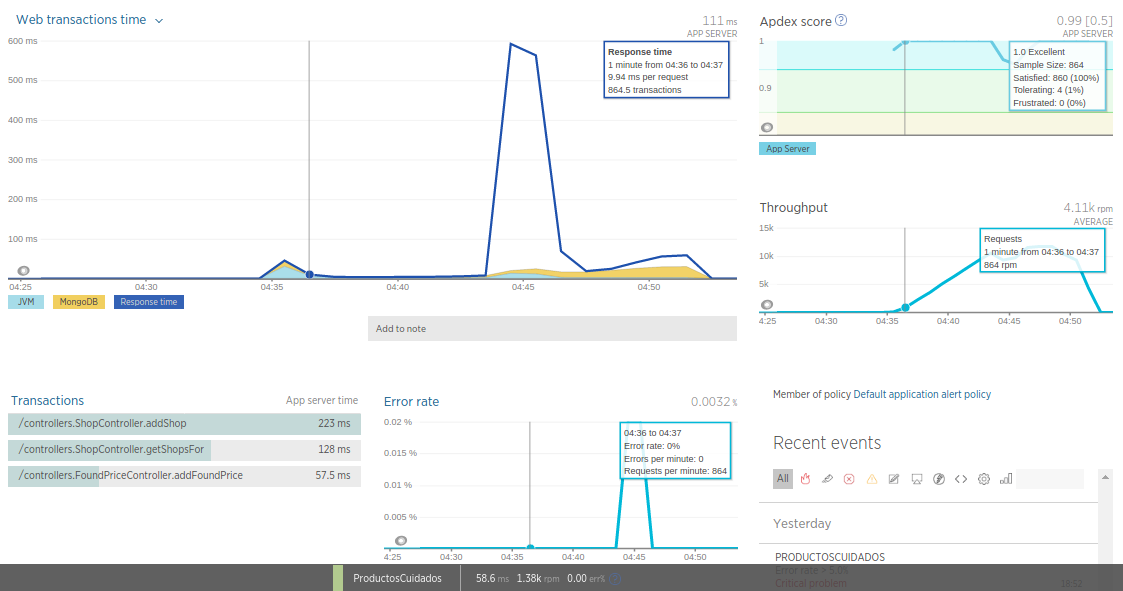 Web transactions time
111 ms
APP SERVER
600 ms
500 ms
400 ms
300 ms
200 ms
100 ms
Response time
1 minute from 04:36 to 04:37
9.94 ms per request
864.5 transactions
04:25 04:30 04:35 04:40 04:45 04:50
JVM MongoDB Response time
Add to note
Apdex score ?
0.99 [0.5]
APP SERVER
1
0.9
1.0 Excellent
Sample Size: 864
Satisfied: 860 (100%)
Tolerating: 4 (1%)
Frustrated: 0 (0%)
App Server
Throughput
4.11k rpm
AVERAGE
15k
10k
5k
Requests
1 minute from 04:36 to 04:37
864 rpm
4:25 04:30 04:35 04:40 04:45 04:50
Transactions App server time
/controllers.ShopController.addShop 223 ms
/controllers.ShopController.getShopsFor 128 ms
/controllers.FoundPriceController.addFoundPrice 57.5 ms
Error rate
0.0032 %
0.02 %
0.015 %
0.01 %
0.005 %
04:36 to 04:37
Error rate: 0%
Errors per minute: 0
Requests per minute: 864
4:25 04:30 04:35 04:40 04:45 04:50
Member of policy Default application alert policy
Recent events
All
Yesterday
PRODUCTOSCUIDADOS
Error rate > 5.0%
Critical problem 18:32
ProductosCuidados 58.6 ms 1.38k rpm 0.00 err%